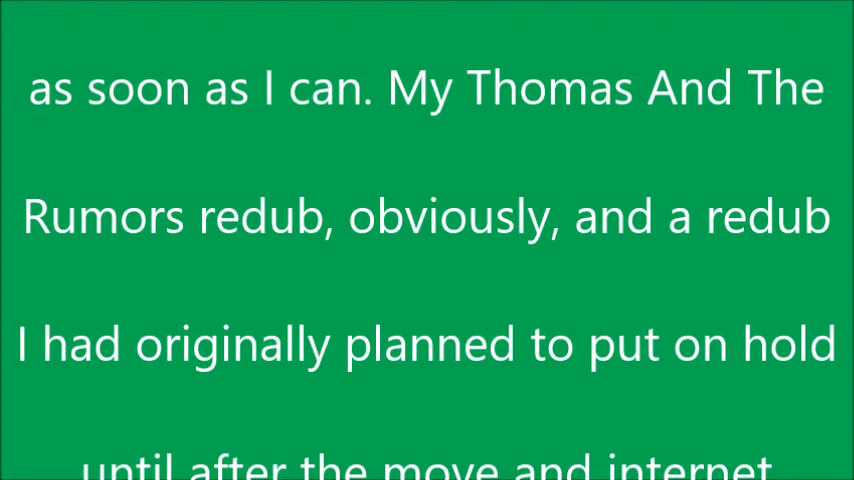 as soon as I can. My Thomas And The
Rumors redub, obviously, and a redub
I had originally planned to put on hold
until after the move and internet